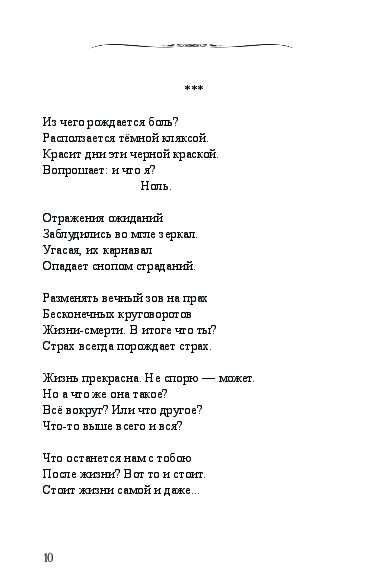 ***
Из чего рождается боль?
Расползается тёмной кляксой.
Красит дни эти черной краской.
Вопрошает: и что я?
Ноль.
Отражения ожиданий
Заблудились во мгле зеркал.
Угасая, их карнавал
Опадает снопом страданий.
Разменять вечный зов на прах
Бесконечных круговоротов
Жизни-смерти. В итоге что ты?
Страх всегда порождает страх.
Жизнь прекрасна. Не спорю — может.
Но а что же она такое?
Всё вокруг? Или что другое?
Что-то выше всего и вся?
Что останется нам с тобою
После жизни? Вот то и стоит.
Стоит жизни самой и даже...
10